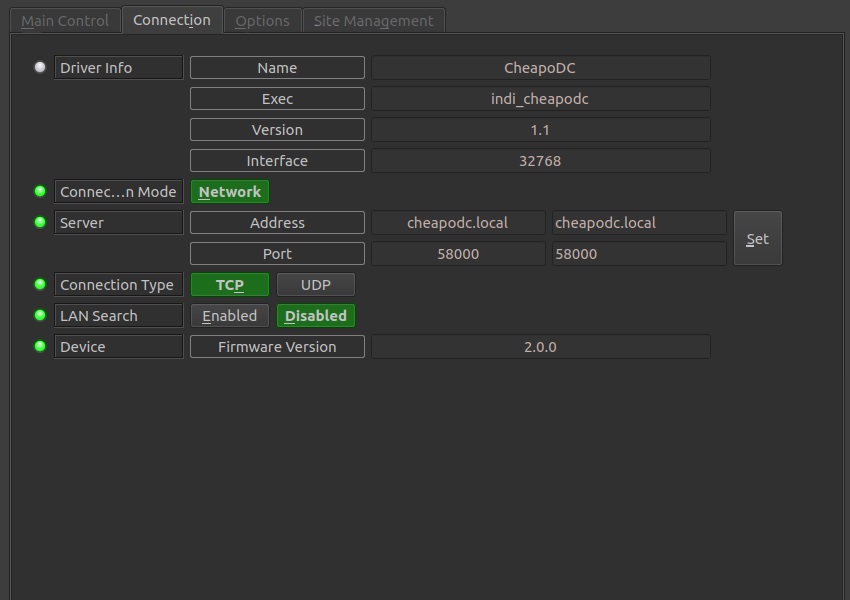 Main Control Connection Options Site Management
Driver Info Name CheapoDC
Exec indi_cheapodc
Version 1.1
Interface 32768
Connec...n Mode Network
Server Address cheapodc.local cheapodc.local
Set
Port 58000 58000
Connection Type TCP UDP
LAN Search Enabled Disabled
Device Firmware Version 2.0.0